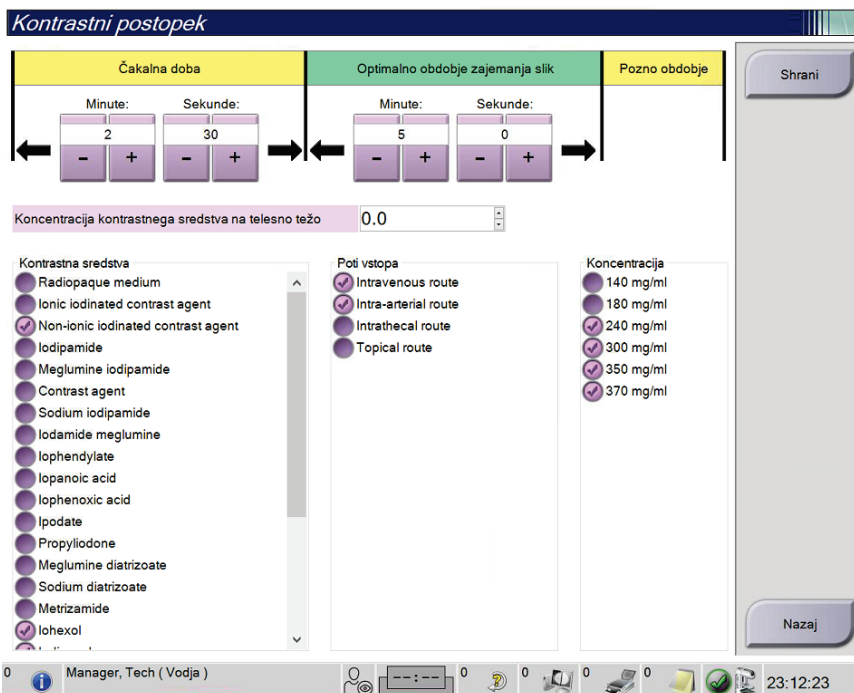 Kontrastni postopek
Čakalna doba
Optimalno obdobje zajemanja slik
Pozno obdobje
Shrani
Minute:
Sekunde:
Minute:
Sekunde:
2
30
5
0
- +
- +
- +
- +
Koncentracija kontrastnega sredstva na telesno težo
0.0
Kontrastna sredstva
Radiopaque medium
Ionic iodinated contrast agent
Non-ionic iodinated contrast agent
Iodipamide
Meglumine iodipamide
Contrast agent
Sodium iodipamide
Iodamide meglumine
Iophendylate
Iopanoic acid
Iophenoxic acid
Ipodate
Propyliodone
Meglumine diatrizoate
Sodium diatrizoate
Metrizamide
Iohexol
Poti vstopa
Intravenous route
Intra-arterial route
Intrathecal route
Topical route
Koncentracija
140 mg/ml
180 mg/ml
240 mg/ml
300 mg/ml
350 mg/ml
370 mg/ml
Nazaj
0
Manager, Tech ( Vodja )
--:--
0
0
0
0
23:12:23